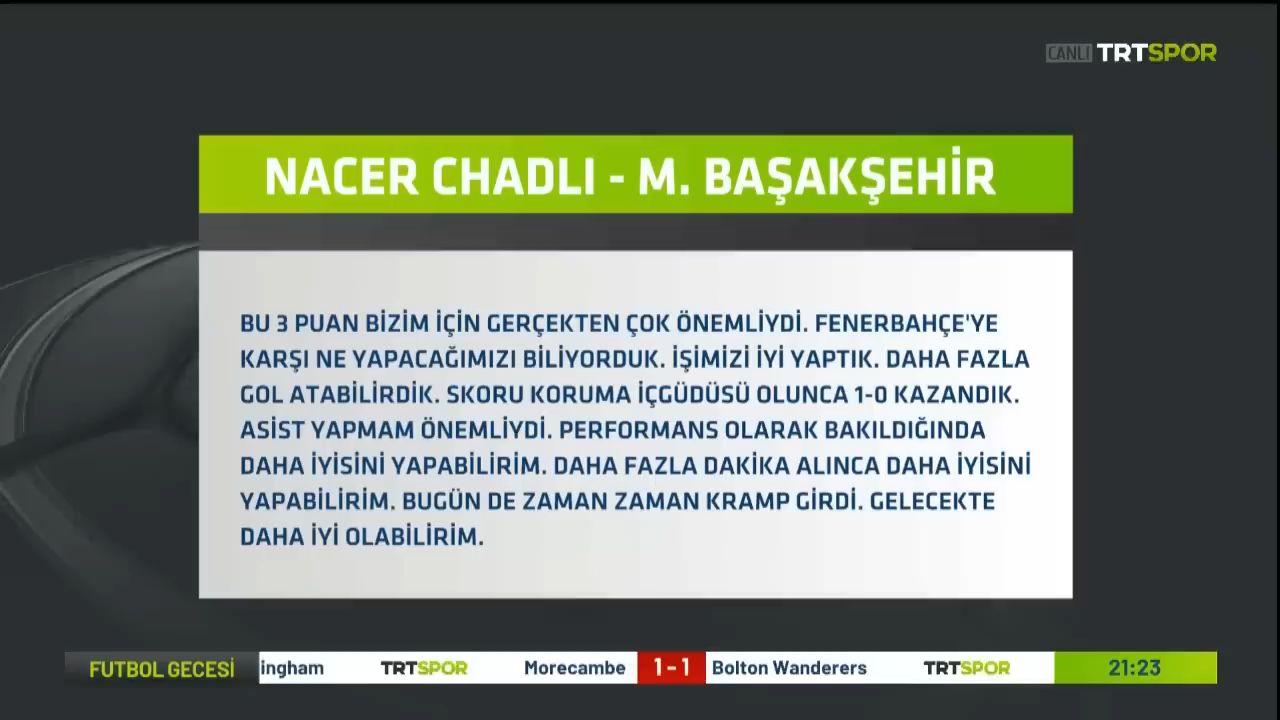 CANLI TRTSPOR
NACER CHADLI - M. BAŞAKŞEHİR
BU 3 PUAN BİZİM İÇİN GERÇEKTEN ÇOK ÖNEMLİYDİ. FENERBAHÇE'YE
KARŞI NE YAPACAĞIMIZI BİLİYORDUK. İŞİMİZİ İYİ YAPTIK. DAHA FAZLA
GOL ATABİLİRDİK. SKORU KORUMA İÇGÜDÜSÜ OLUNCA 1-0 KAZANDIK.
ASİST YAPMAM ÖNEMLİYDİ. PERFORMANS OLARAK BAKILDIĞINDA
DAHA İYİSİNİ YAPABİLİRİM. DAHA FAZLA DAKİKA ALINCA DAHA İYİSİNİ
YAPABİLİRİM. BUGÜN DE ZAMAN ZAMAN KRAMP GİRDİ. GELECEKTE
DAHA İYİ OLABİLİRİM.
FUTBOL GECESİ ingham TRTSPOR Morecambe 1-1 Bolton Wanderers TRTSPOR 21:23